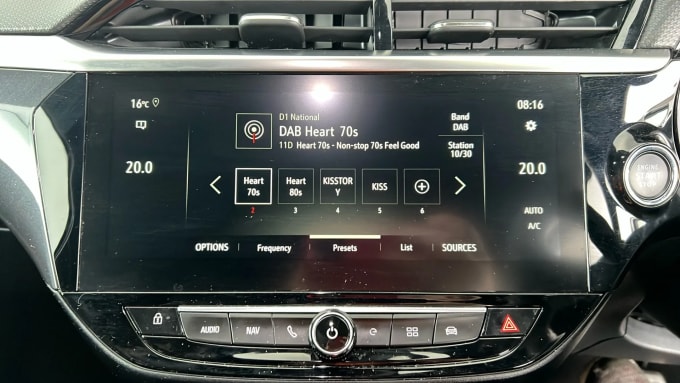 16°C
20.0
D1 National
DAB Heart 70s
11D Heart 70s - Non-stop 70s Feel Good
Band
DAB
Station
10/30
08:16
20.0
AUTO
A/C
Heart
70s
2
Heart
80s
3
KISSTOR
Y
4
KISS
5
6
OPTIONS
Frequency
Presets
List
SOURCES
AUDIO
NAV
ENGINE
START
STOP